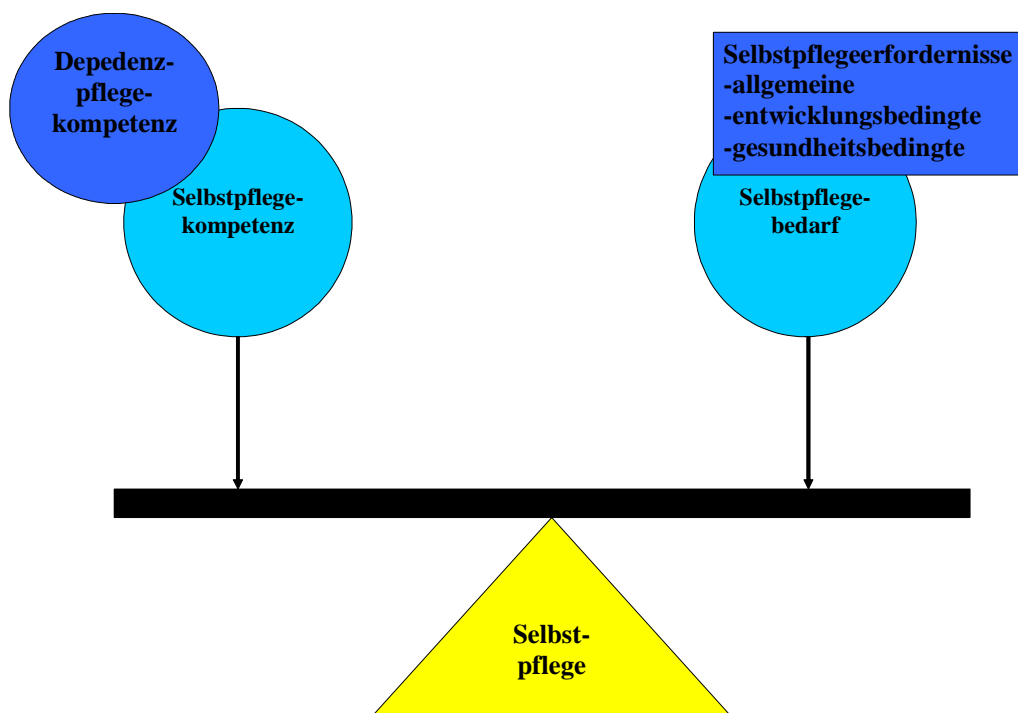 Depedenz-
pflege-
kompetenz
Selbstpflege-
kompetenz
Selbstpflegeerfordernisse
-allgemeine
-entwicklungsbedingte
-gesundheitsbedingte
Selbstpflege-
bedarf
Selbst-
pflege